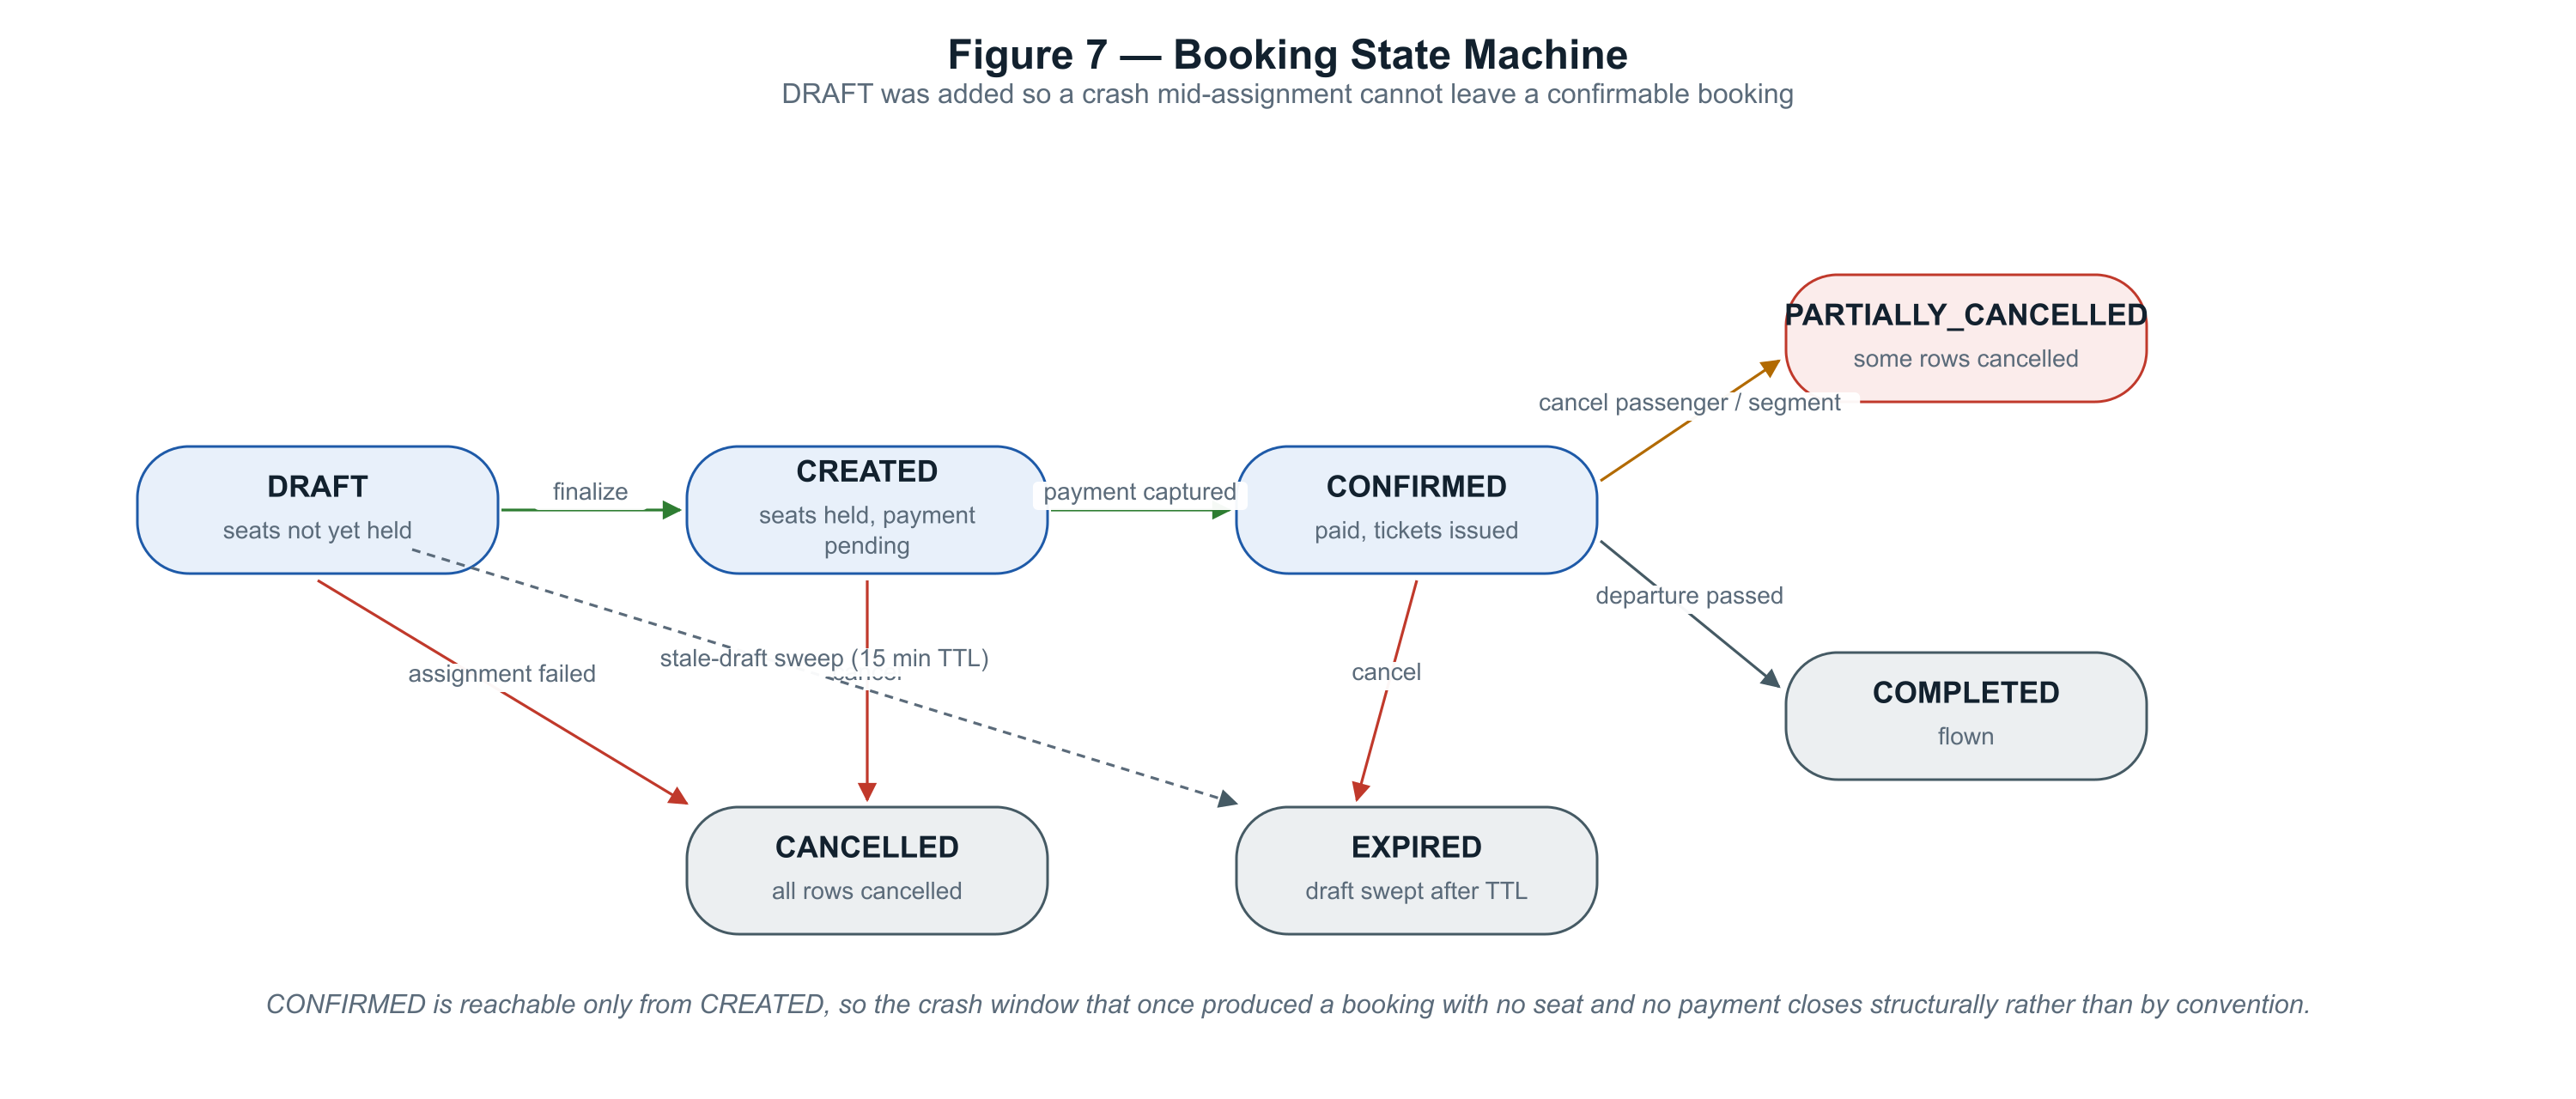 Figure 7 — Booking State Machine
DRAFT was added so a crash mid-assignment cannot leave a confirmable booking
PARTIALLY_CANCELLED
some rows cancelled
cancel passenger / segment
DRAFT
seats not yet held
finalize
CREATED
seats held, payment
pending
payment captured
CONFIRMED
paid, tickets issued
departure passed
stale-draft sweep (15 min TTL)
assignment failed
cancel
COMPLETED
flown
CANCELLED
all rows cancelled
EXPIRED
draft swept after TTL
CONFIRMED is reachable only from CREATED, so the crash window that once produced a booking with no seat and no payment closes structurally rather than by convention.